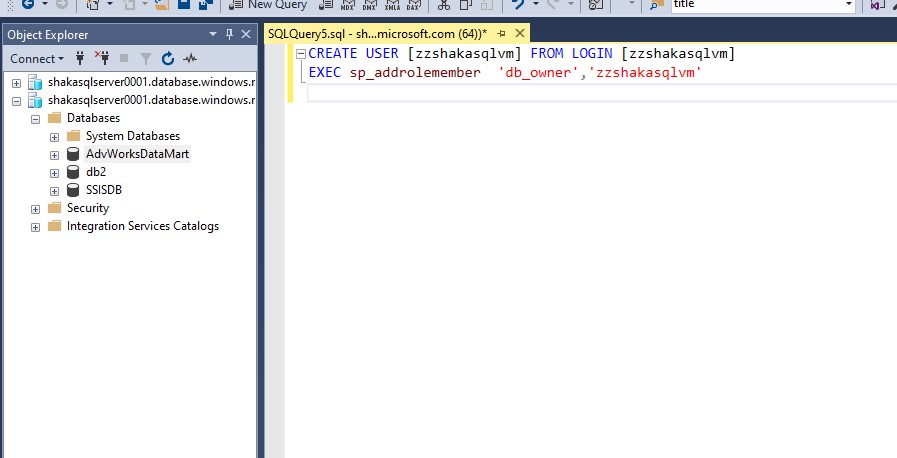 New Query
MDX DMX XMLA DAX
title
Object Explorer
Connect
shakasqlserver0001.database.windows.
shakasqlserver0001.database.windows.
Databases
System Databases
AdvWorksDataMart
db2
SSISDB
Security
Integration Services Catalogs
SQLQuery5.sql - sh...microsoft.com (64))*
CREATE USER [zzshakasqlvm] FROM LOGIN [zzshakasqlvm]
EXEC sp_addrolemember 'db_owner','zzshakasqlvm'